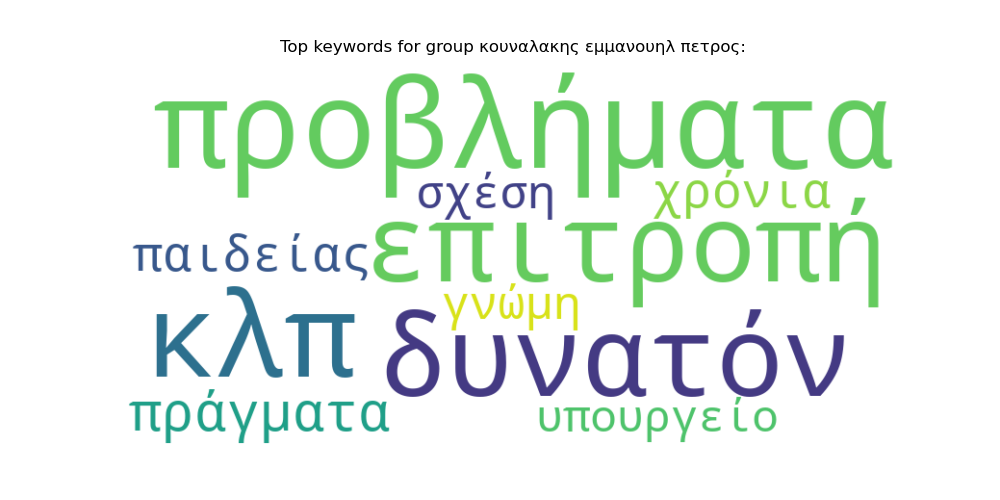 Top keywords for group κουναλακης εμμανουηλ πετρος:
προβλήματα
σχέση χρόνια
επιτροπή
παιδείας
γνώμη
κλπ
δυνατόν
πράγματα
υπουργείο